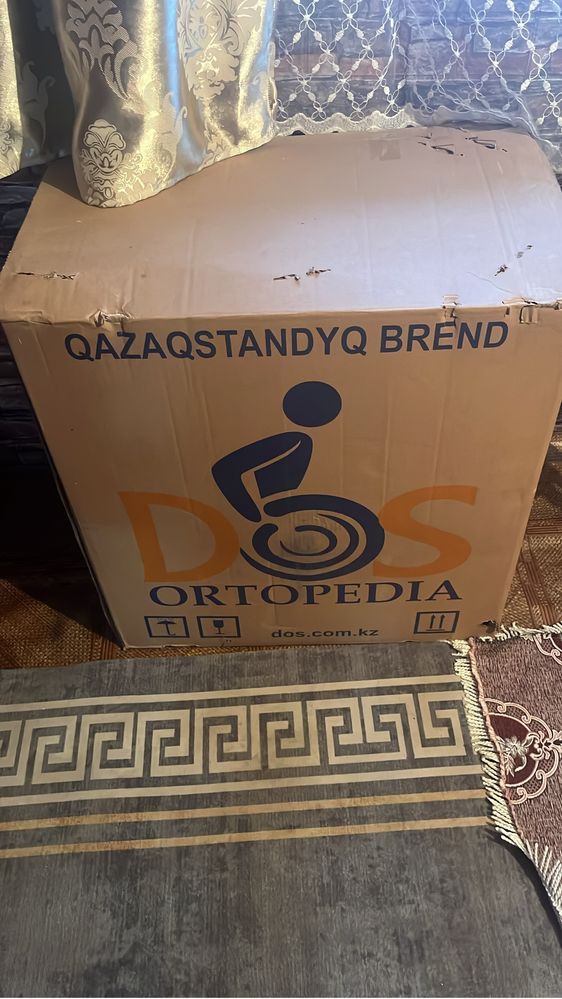 QAZAQSTANDYQ BREND
DOS
ORTOPEDIA
dos.com.kz